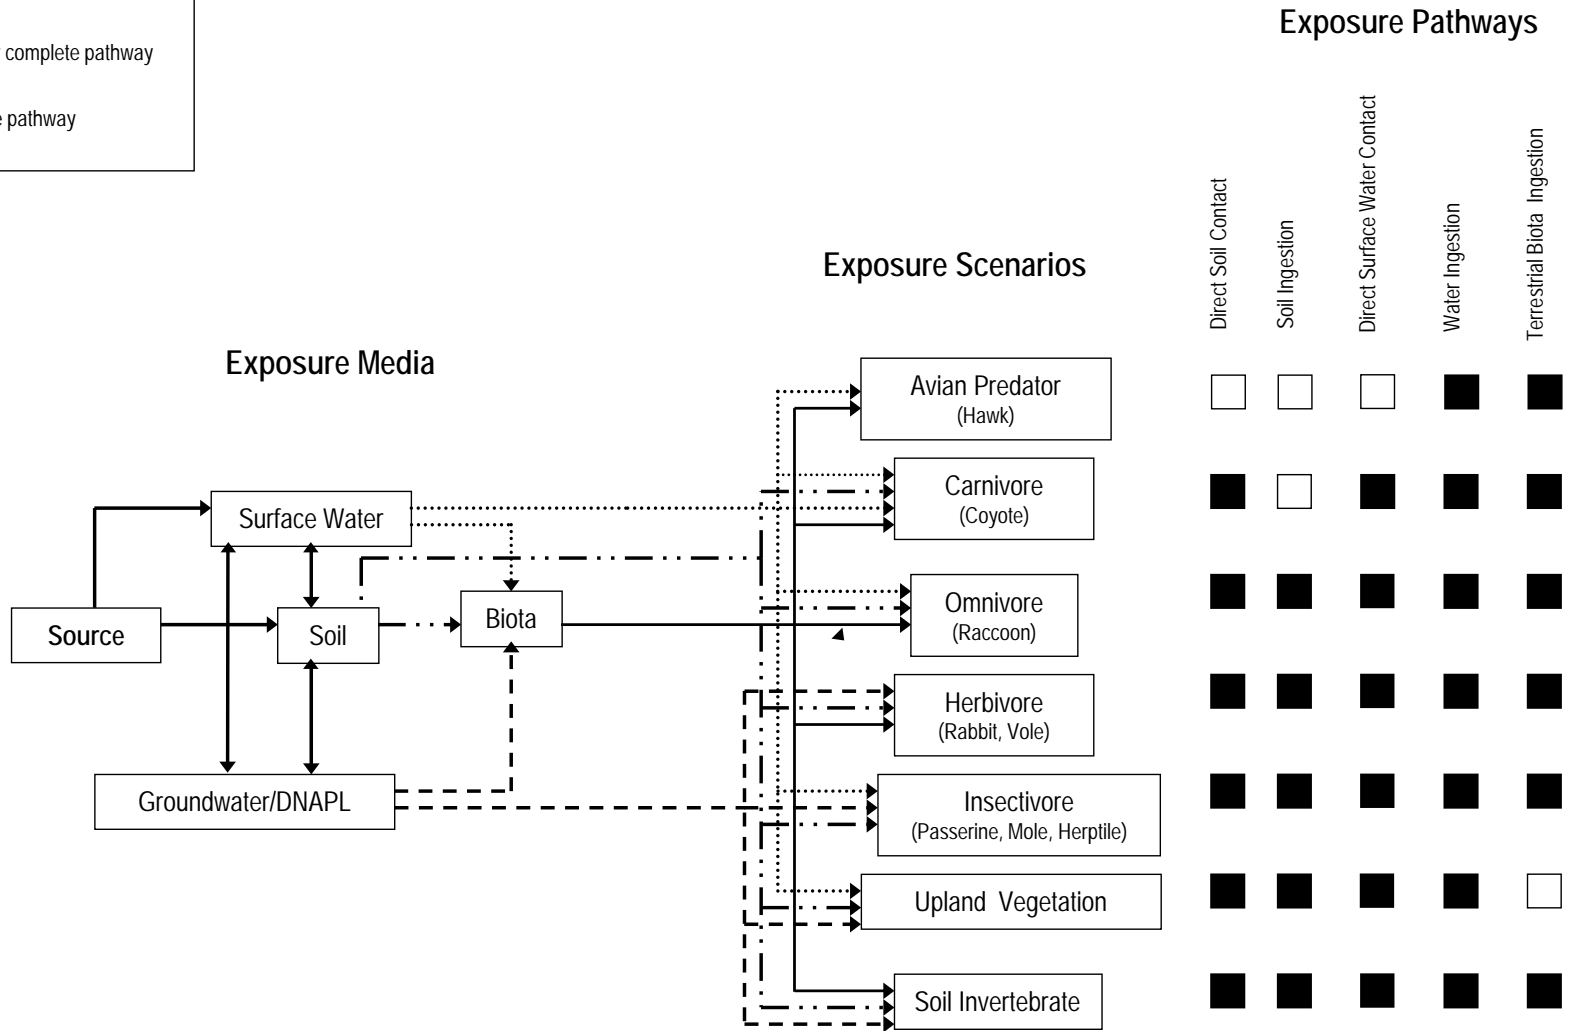 Exposure Pathways
complete pathway
pathway
Direct Soil Contact
Soil Ingestion
Direct Surface Water Contact
Water Ingestion
Terrestrial Biota Ingestion
Exposure Scenarios
Exposure Media
Avian Predator
(Hawk)
Carnivore
(Coyote)
Surface Water
Omnivore
(Raccoon)
Source
Soil
Biota
Herbivore
(Rabbit, Vole)
Groundwater/DNAPL
Insectivore
(Passerine, Mole, Herptile)
Upland Vegetation
Soil Invertebrate